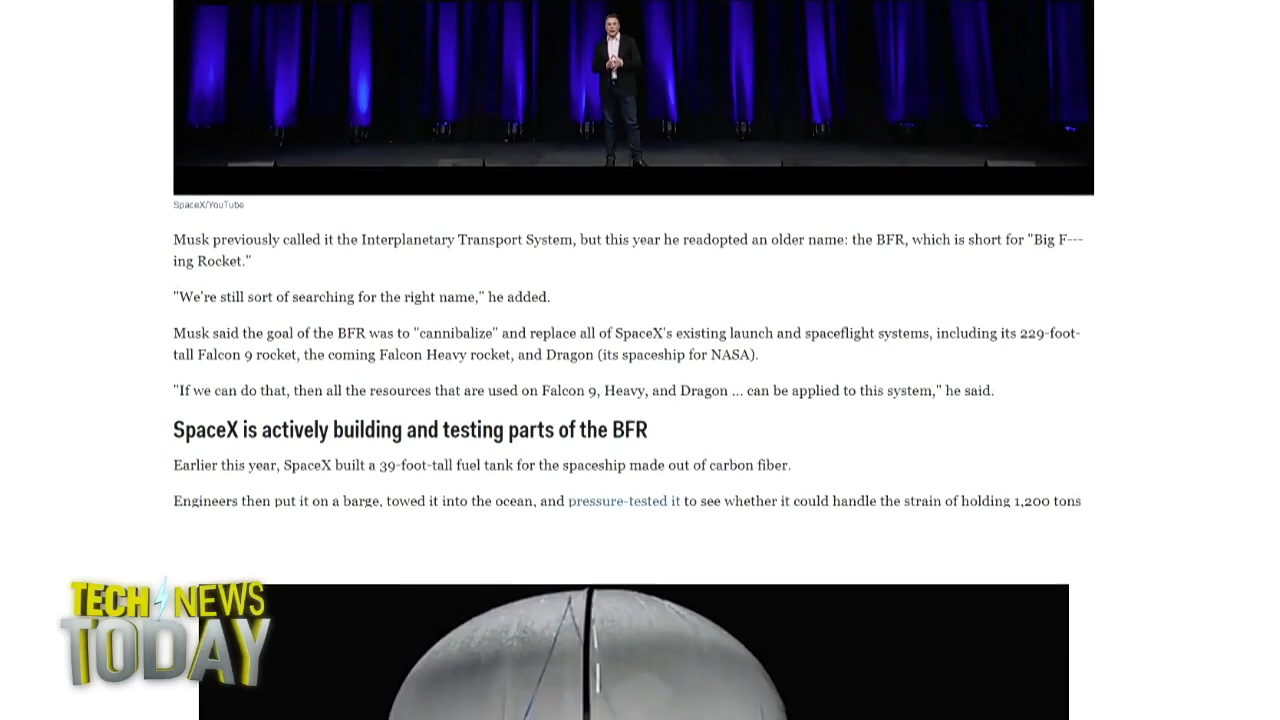 SpaceX/YouTube
Musk previously called it the Interplanetary Transport System, but this year he readopted an older name: the BFR, which is short for "Big F---
ing Rocket."
"We're still sort of searching for the right name," he added.
Musk said the goal of the BFR was to "cannibalize" and replace all of SpaceX's existing launch and spaceflight systems, including its 229-foot-
tall Falcon 9 rocket, the coming Falcon Heavy rocket, and Dragon (its spaceship for NASA).
"If we can do that, then all the resources that are used on Falcon 9, Heavy, and Dragon ... can be applied to this system," he said.
SpaceX is actively building and testing parts of the BFR
Earlier this year, SpaceX built a 39-foot-tall fuel tank for the spaceship made out of carbon fiber.
Engineers then put it on a barge, towed it into the ocean, and pressure-tested it to see whether it could handle the strain of holding 1,200 tons
TECH NEWS
TODAY